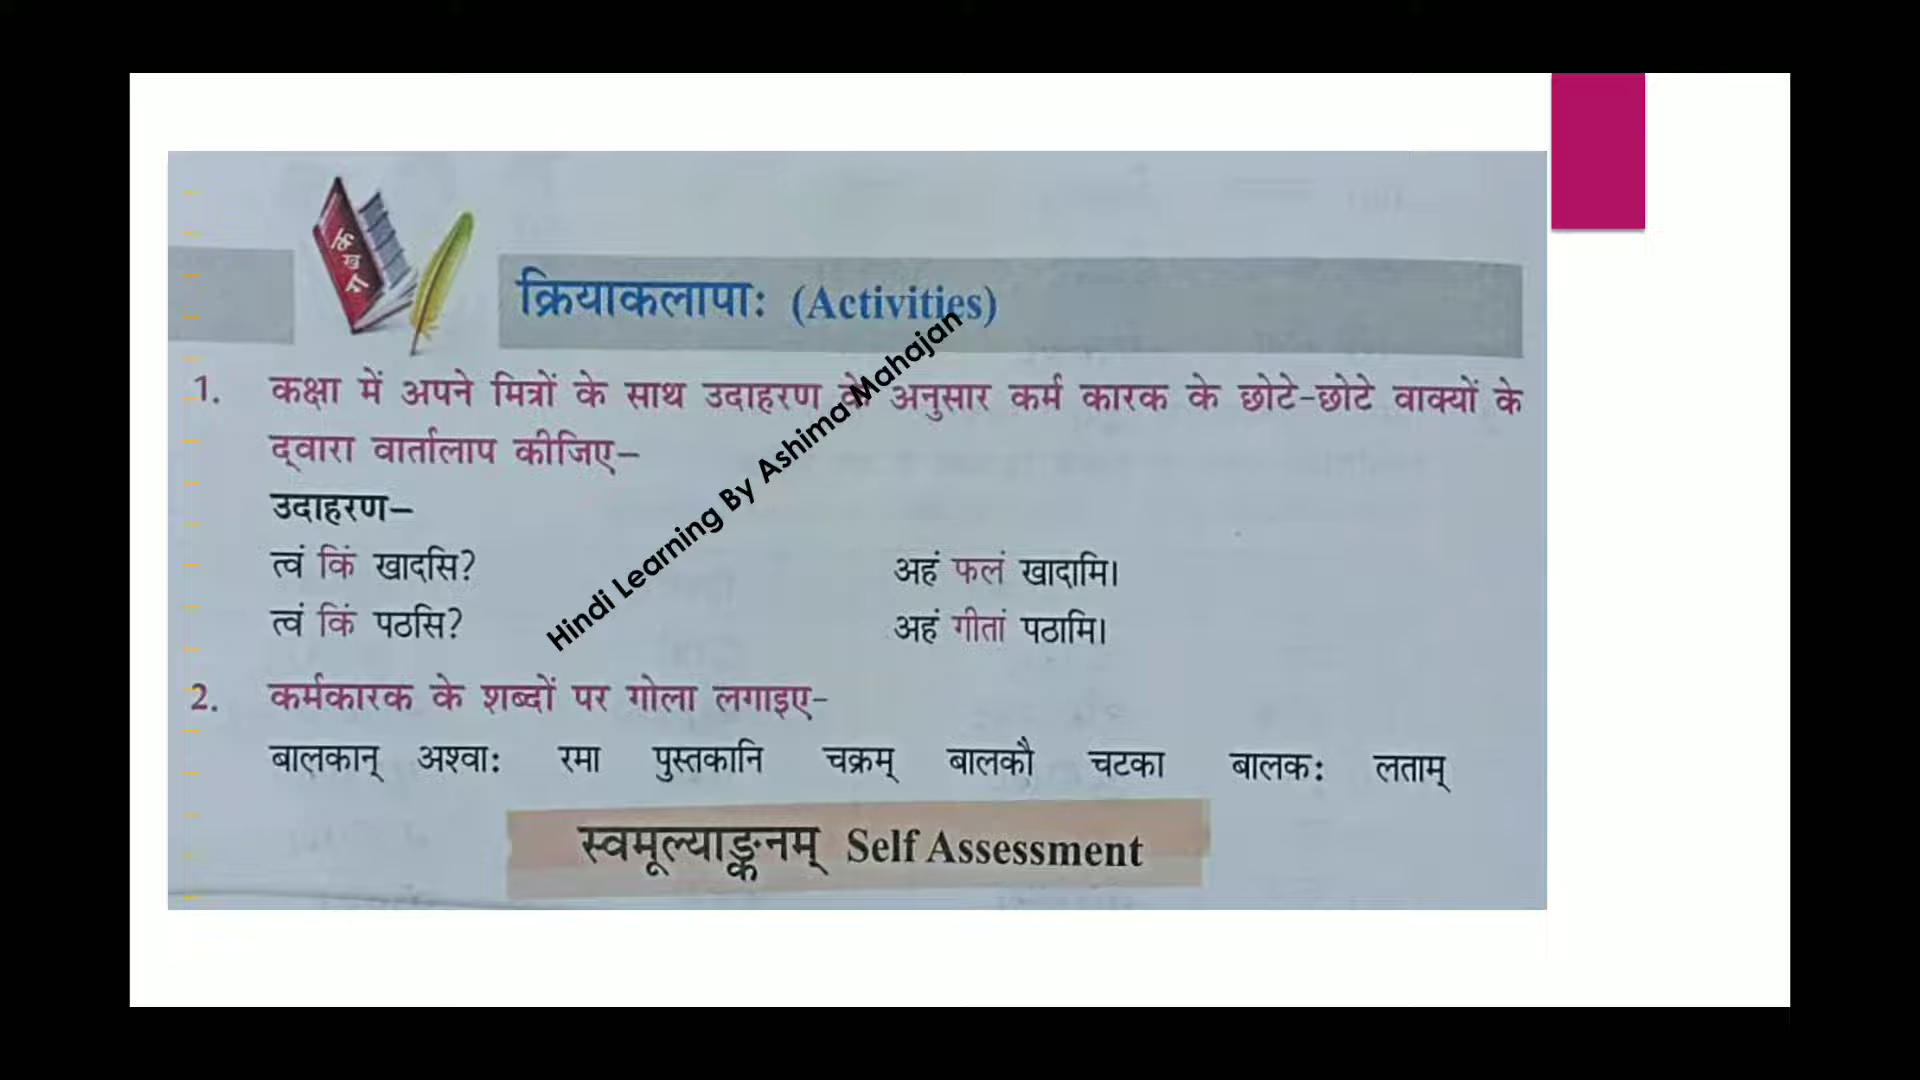 क ख ग
क्रियाकलापाः (Activities)
1. कक्षा में अपने मित्रों के साथ उदाहरण के अनुसार कर्म कारक के छोटे-छोटे वाक्यों के
द्वारा वार्तालाप कीजिए–
उदाहरण–
त्वं किं खादसि? अहं फलं खादामि।
त्वं किं पठसि? अहं गीतां पठामि।
2. कर्मकारक के शब्दों पर गोला लगाइए-
बालकान् अश्वाः रमा पुस्तकानि चक्रम् बालकौ चटका बालकः लताम्
स्वमूल्याङ्कनम् Self Assessment
Hindi Learning By Ashima Mahajan